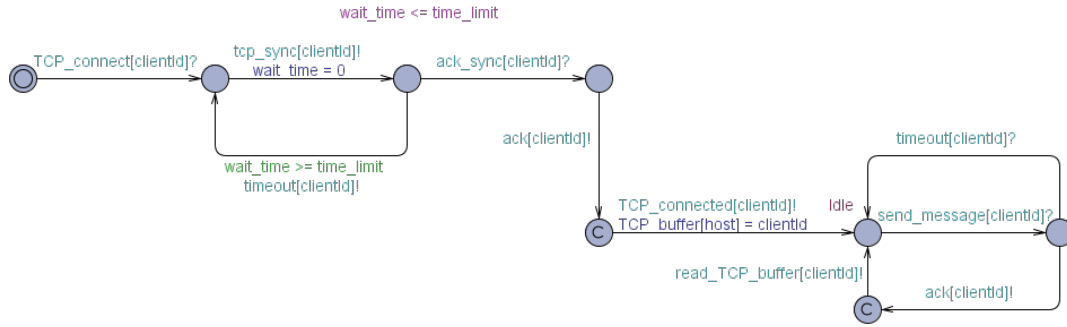 wait_time <= time_limit
TCP_connect[clientId]?
tcp_sync[clientId]!
wait_time = 0
ack_sync[clientId]?
wait_time >= time_limit
timeout[clientId]!
ack[clientId]!
timeout[clientId]?
TCP_connected[clientId]!
TCP_buffer[host] = clientId
Idle
send_message[clientId]?
C
read_TCP_buffer[clientId]!
ack[clientId]!
C